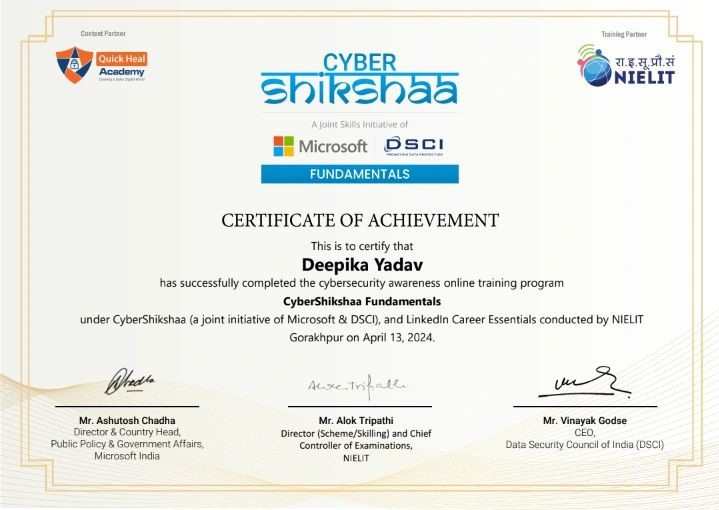 Content Partner
Quick Heal
Academy
Training Partner
रा.इ.सू.प्रौ.सं
NIELIT
CYBER
Shikshaa
A Joint Skills Initiative of
Microsoft
DSCI
PROMOTING DATA PROTECTION
FUNDAMENTALS
CERTIFICATE OF ACHIEVEMENT
This is to certify that
Deepika Yadav
has successfully completed the cybersecurity awareness online training program
CyberShikshaa Fundamentals
under CyberShikshaa (a joint initiative of Microsoft & DSCI), and LinkedIn Career Essentials conducted by NIELIT
Gorakhpur on April 13, 2024.
Mr. Ashutosh Chadha
Director & Country Head,
Public Policy & Government Affairs,
Microsoft India
Mr. Alok Tripathi
Director (Scheme/Skilling) and Chief
Controller of Examinations,
NIELIT
Mr. Vinayak Godse
CEO,
Data Security Council of India (DSCI)